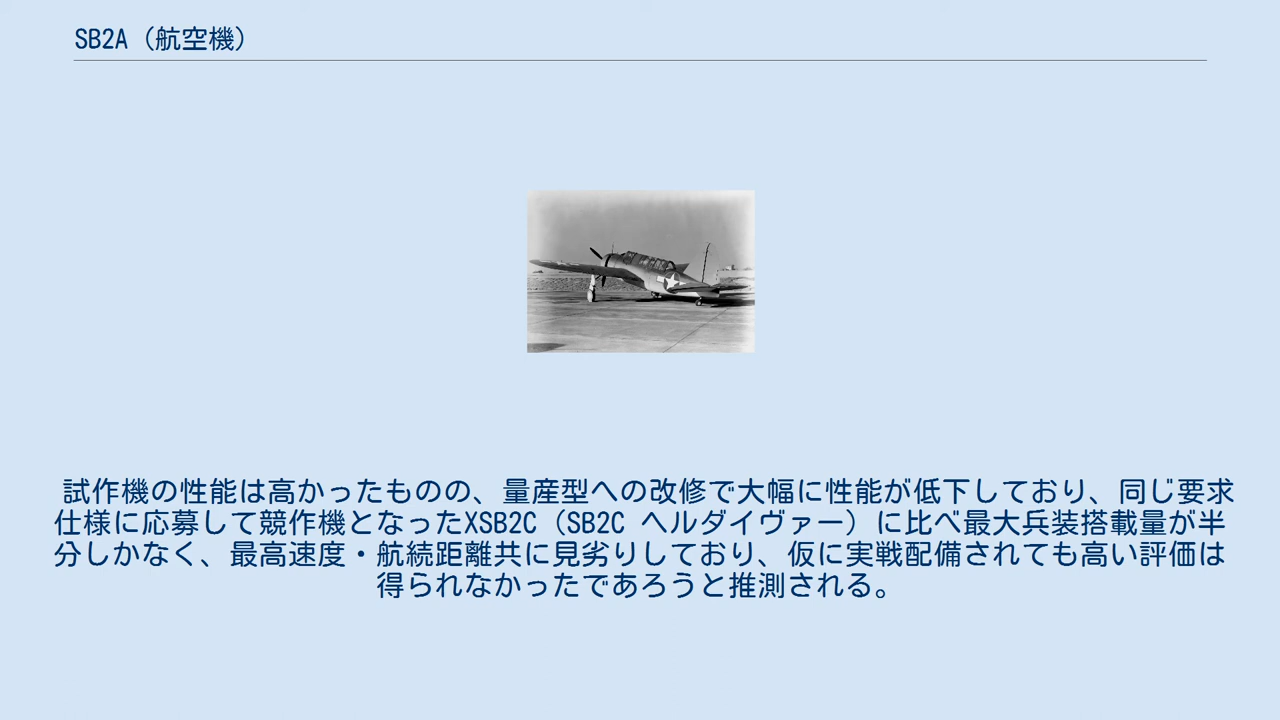 SB2A（航空機）
試作機の性能は高かったものの、量産型への改修で大幅に性能が低下しており、同じ要求
仕様に応募して競作機となったXSB2C（SB2C ヘルダイヴァー）に比べ最大兵装搭載量が半
分しかなく、最高速度・航続距離共に見劣りしており、仮に実戦配備されても高い評価は
得られなかったであろうと推測される。